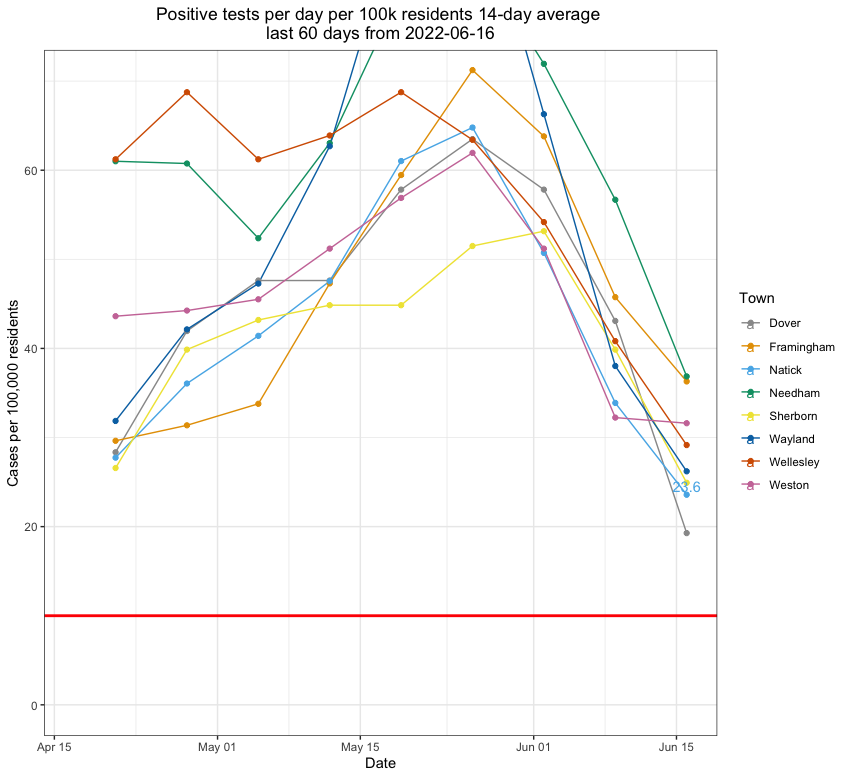 Positive tests per day per 100k residents 14-day average
last 60 days from 2022-06-16
Cases per 100,000 residents
60
40
20
0
23.6
Apr 15
May 01
May 15
Jun 01
Jun 15
Date
Town
a Dover
a Framingham
a Natick
a Needham
a Sherborn
a Wayland
a Wellesley
a Weston